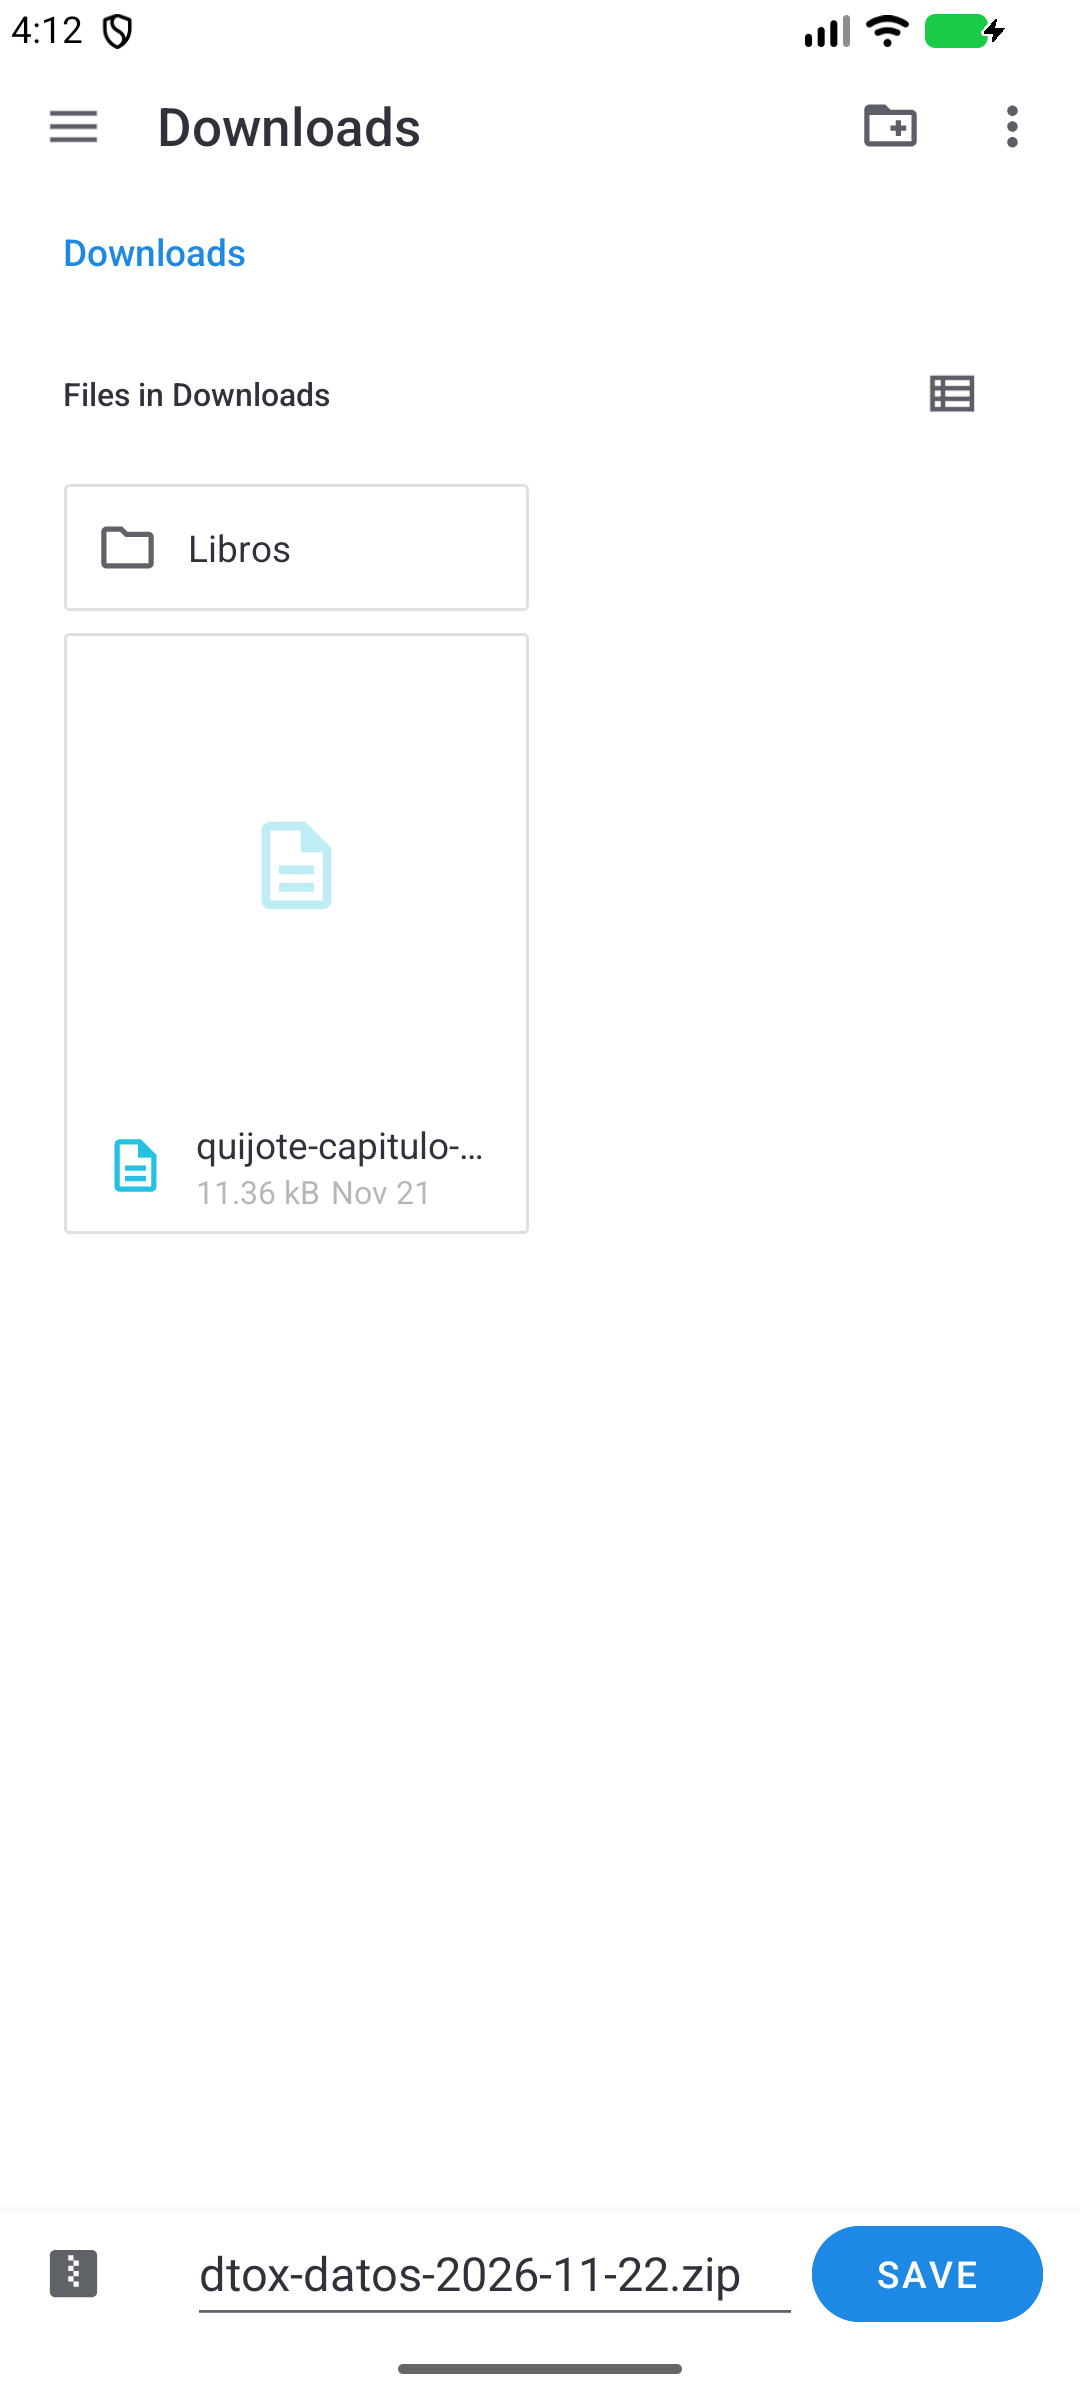 4:12
Downloads
Downloads
Files in Downloads
Libros
quijote-capitulo-...
11.36 kB Nov 21
dtox-datos-2026-11-22.zip
SAVE